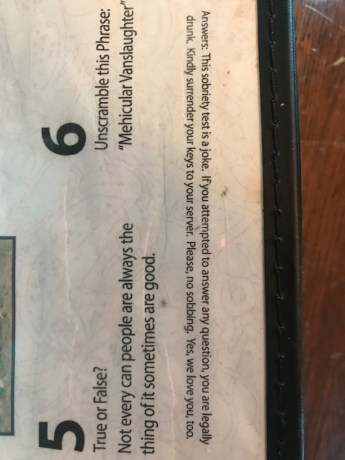 5
True or False?
Not every can people are always the
thing of it sometimes are good.
6
Unscramble this Phrase:
"Mehicular Vanslaughter"
Answers: This sobriety test is a joke. If you attempted to answer any question, you are legally
drunk. Kindly surrender your keys to your server. Please, no sobbing. Yes, we love you, too.